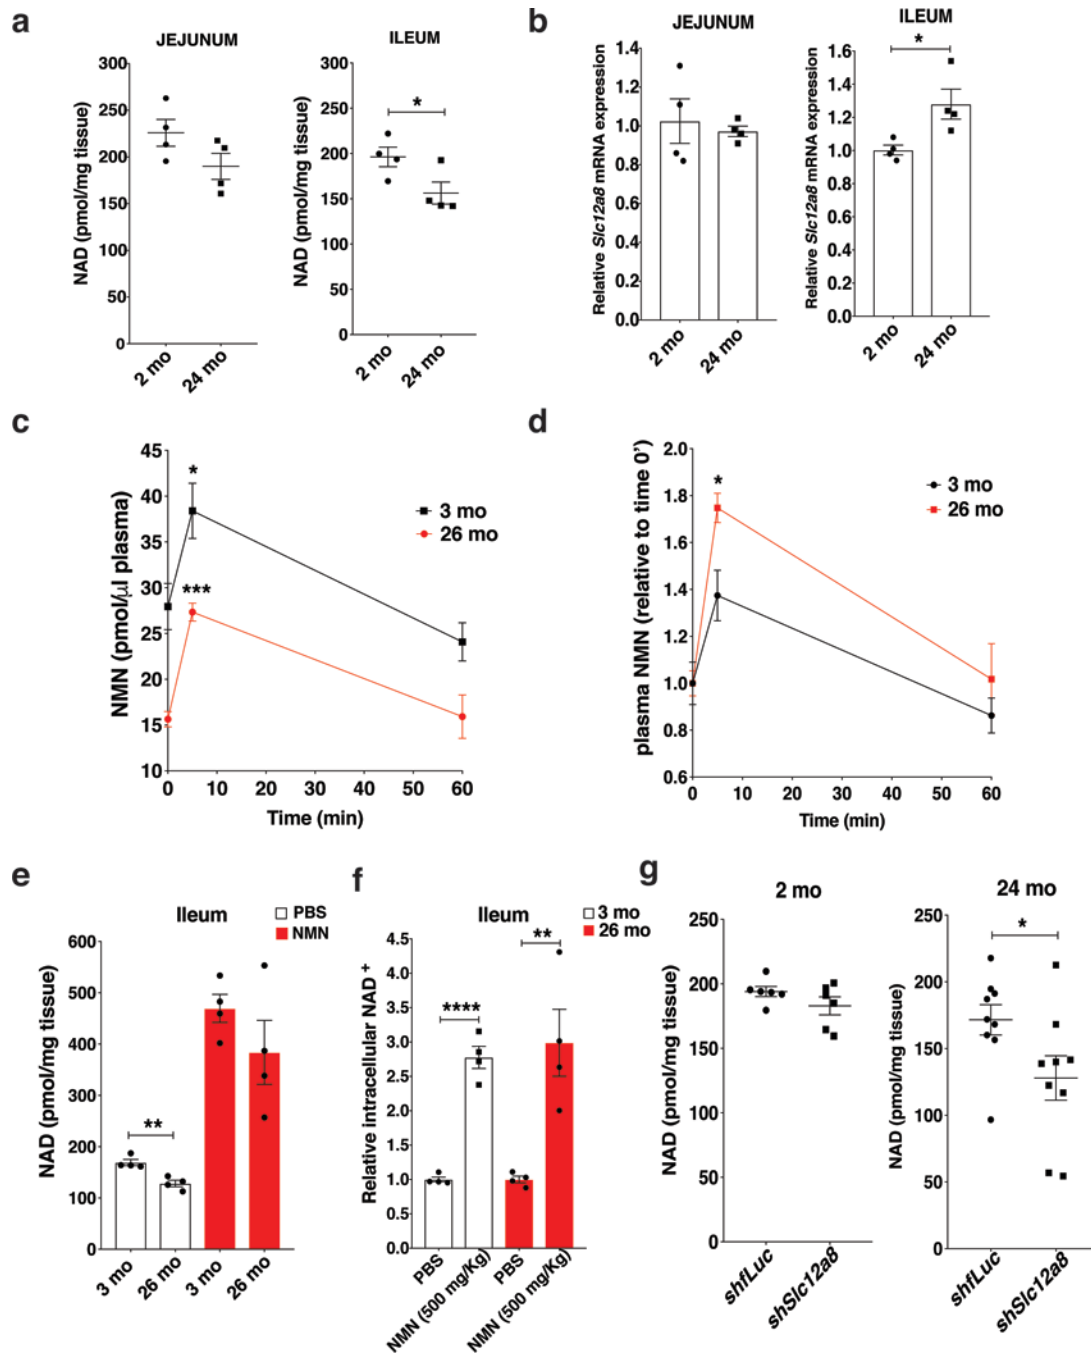 a
JEJUNUM
NAD (pmol/mg tissue)
300
250
200
150
100
50
0
2 mo
24 mo
ILEUM
NAD (pmol/mg tissue)
300
250
200
150
100
50
0
*
2 mo
24 mo
b
JEJUNUM
Relative Slc12a8 mRNA expression
1.4
1.2
1.0
0.8
0.6
0.4
0.2
0.0
2 mo
24 mo
ILEUM
Relative Slc12a8 mRNA expression
1.6
1.4
1.2
1.0
0.8
0.6
0.4
0.2
0.0
*
2 mo
24 mo
c
NMN (pmol/µl plasma)
45
40
35
30
25
20
15
10
*
***
3 mo
26 mo
0 10 20 30 40 50 60
Time (min)
d
plasma NMN (relative to time 0')
2.0
1.8
1.6
1.4
1.2
1.0
0.8
0.6
*
3 mo
26 mo
0 10 20 30 40 50 60
Time (min)
e
Ileum
PBS
NMN
NAD (pmol/mg tissue)
600
500
400
300
200
100
0
**
3 mo
26 mo
3 mo
26 mo
f
Ileum
3 mo
26 mo
Relative intracellular NAD +
4.5
4.0
3.5
3.0
2.5
2.0
1.5
1.0
0.5
0.0
****
**
PBS
NMN (500 mg/Kg)
PBS
NMN (500 mg/Kg)
g
2 mo
NAD (pmol/mg tissue)
250
200
150
100
50
0
shfLuc
shSlc12a8
24 mo
NAD (pmol/mg tissue)
250
200
150
100
50
0
*
shfLuc
shSlc12a8